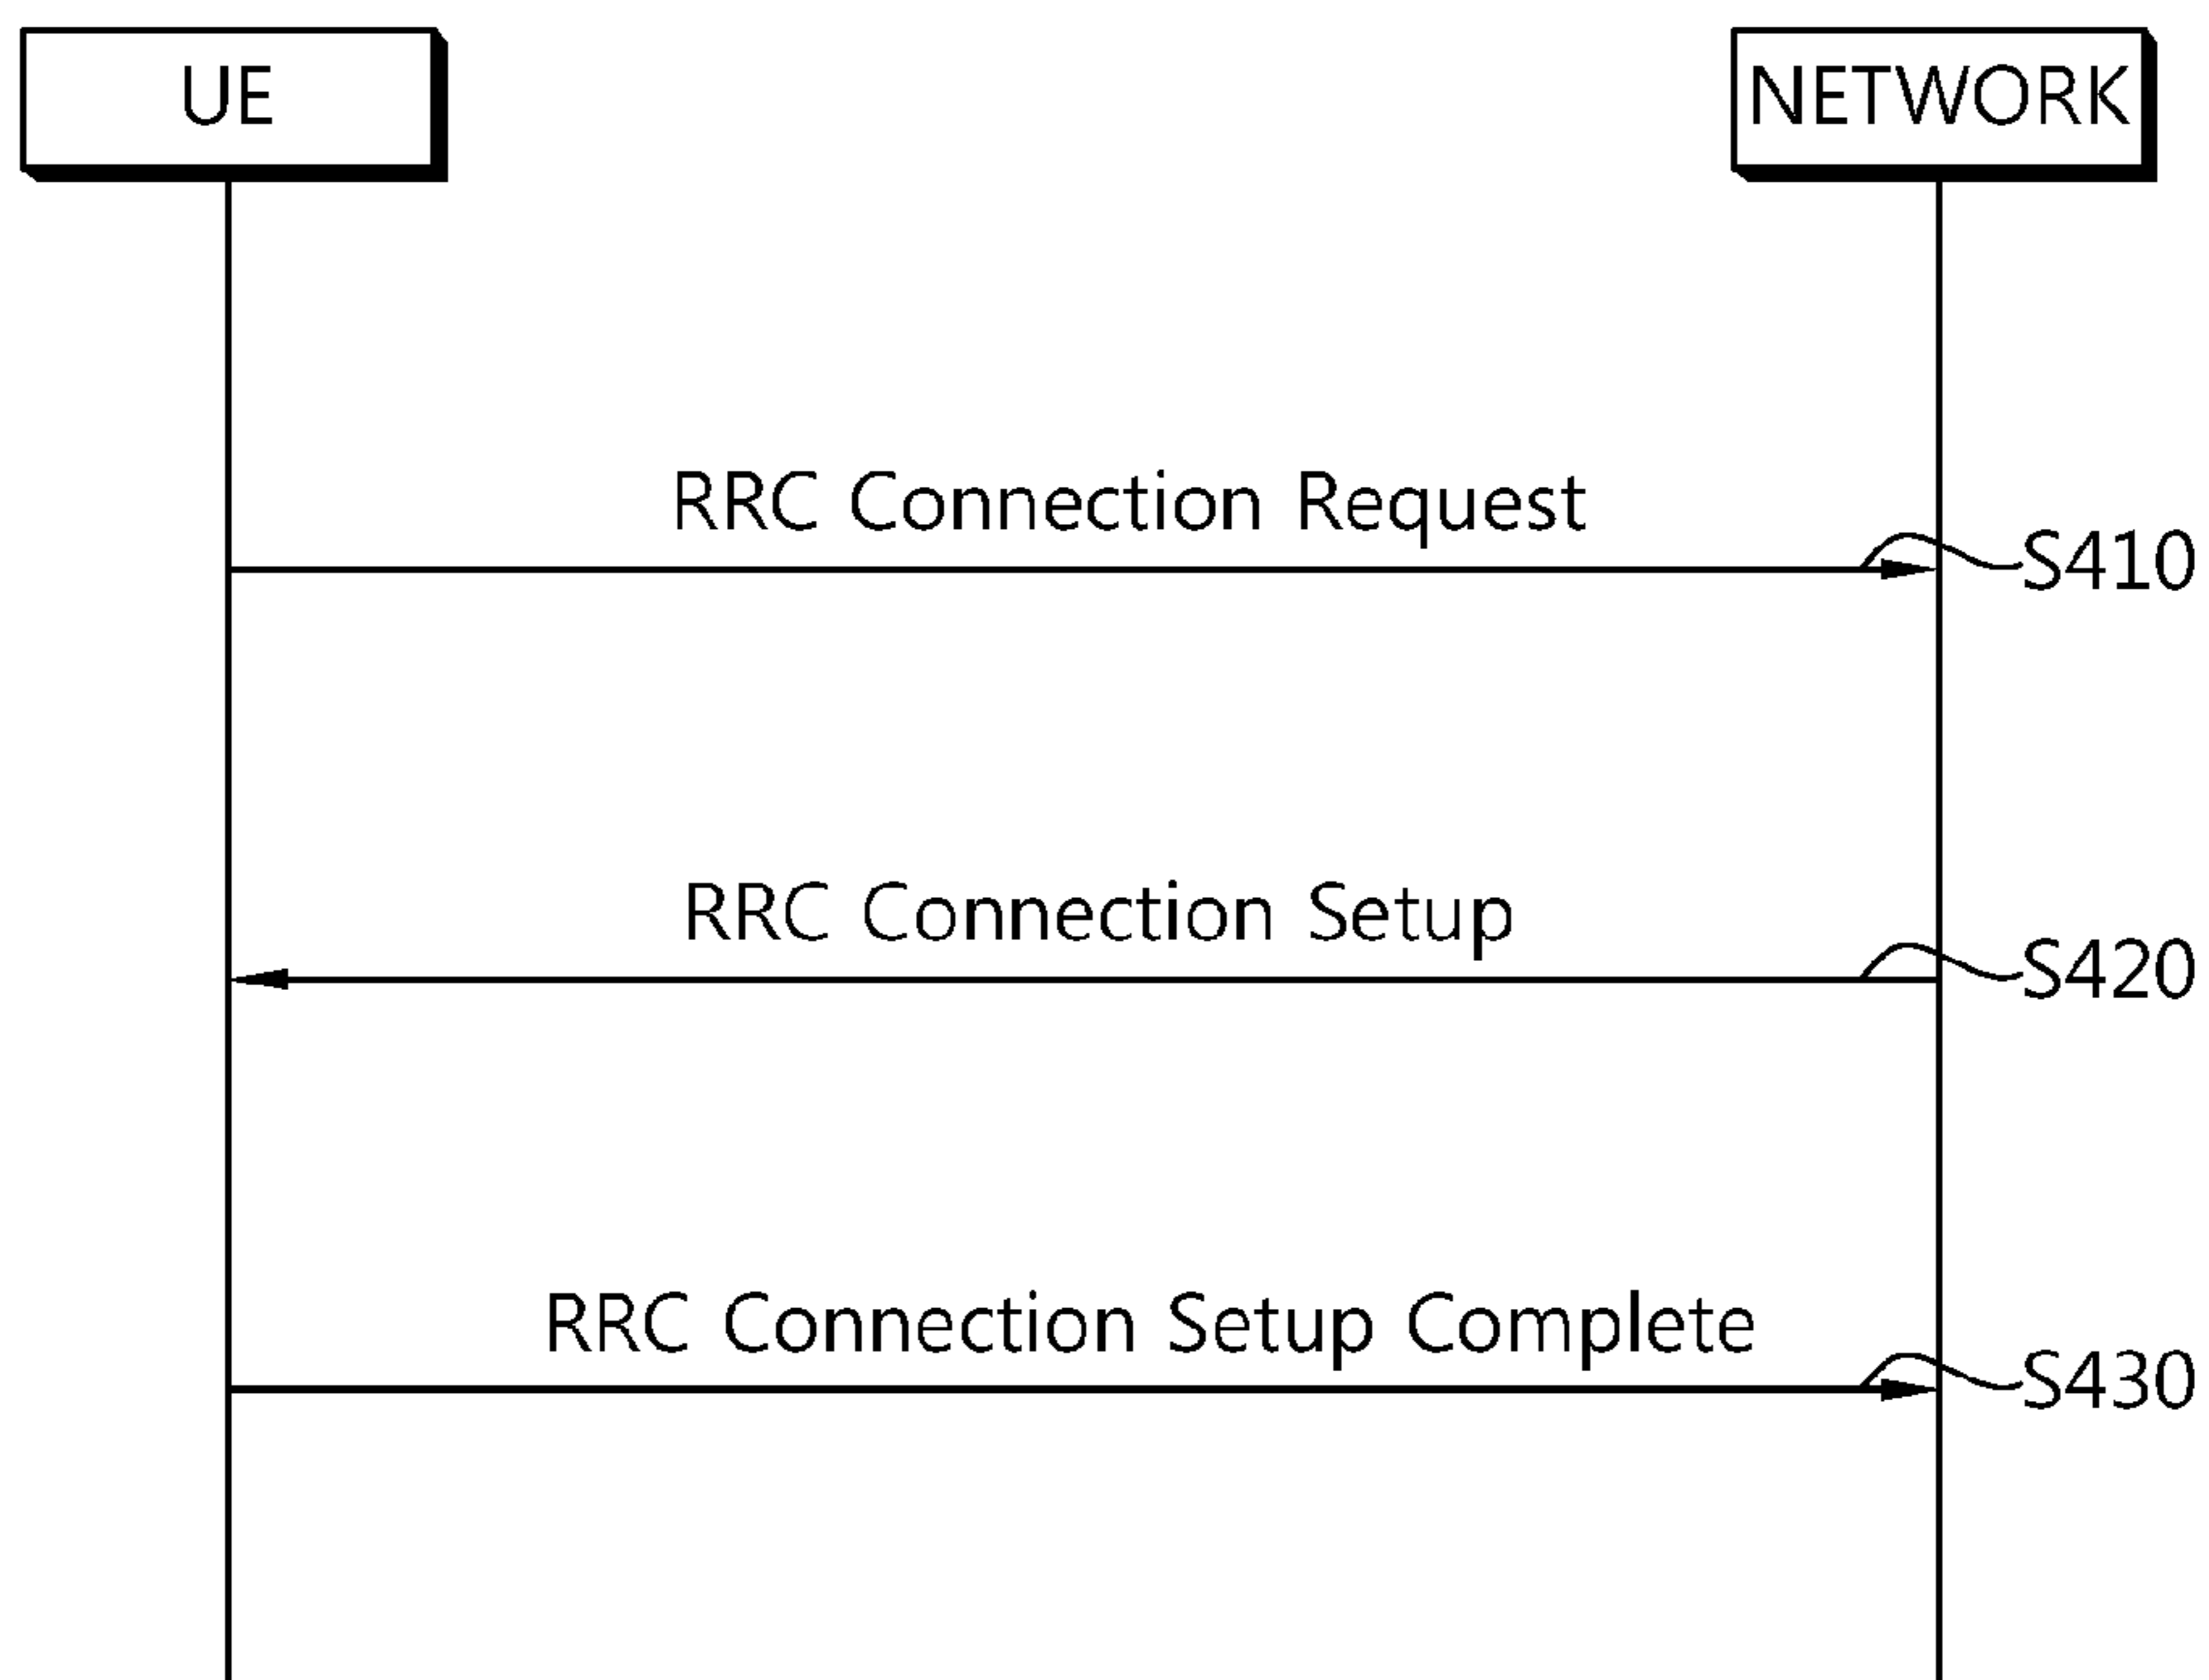 UE
NETWORK
RRC Connection Request
S410
RRC Connection Setup
S420
RRC Connection Setup Complete
S430